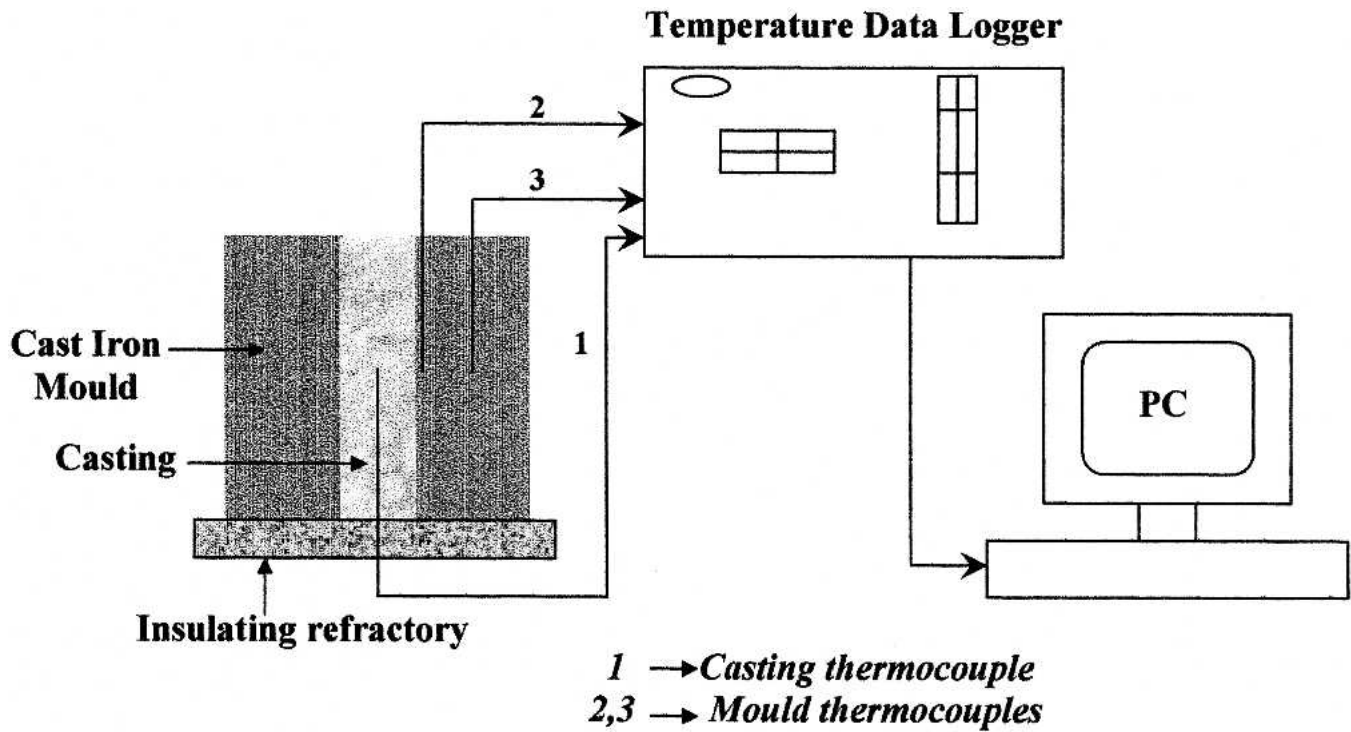 Temperature Data Logger
2
3
1
Cast Iron
Mould
Casting
PC
Insulating refractory
1 → Casting thermocouple
2,3 → Mould thermocouples